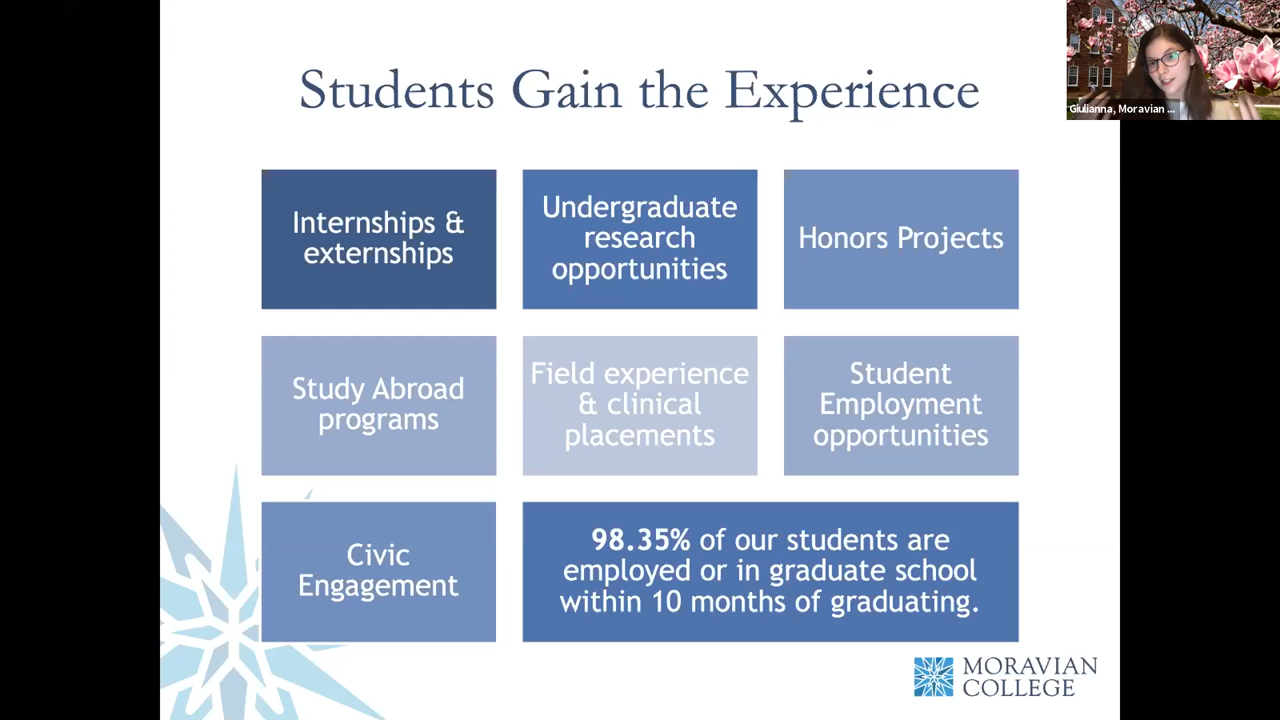 Students Gain the Experience
Giulianna, Moravian ...
Internships &
externships
Undergraduate
research
opportunities
Honors Projects
Study Abroad
programs
Field experience
& clinical
placements
Student
Employment
opportunities
Civic
Engagement
98.35% of our students are
employed or in graduate school
within 10 months of graduating.
MORAVIAN
COLLEGE